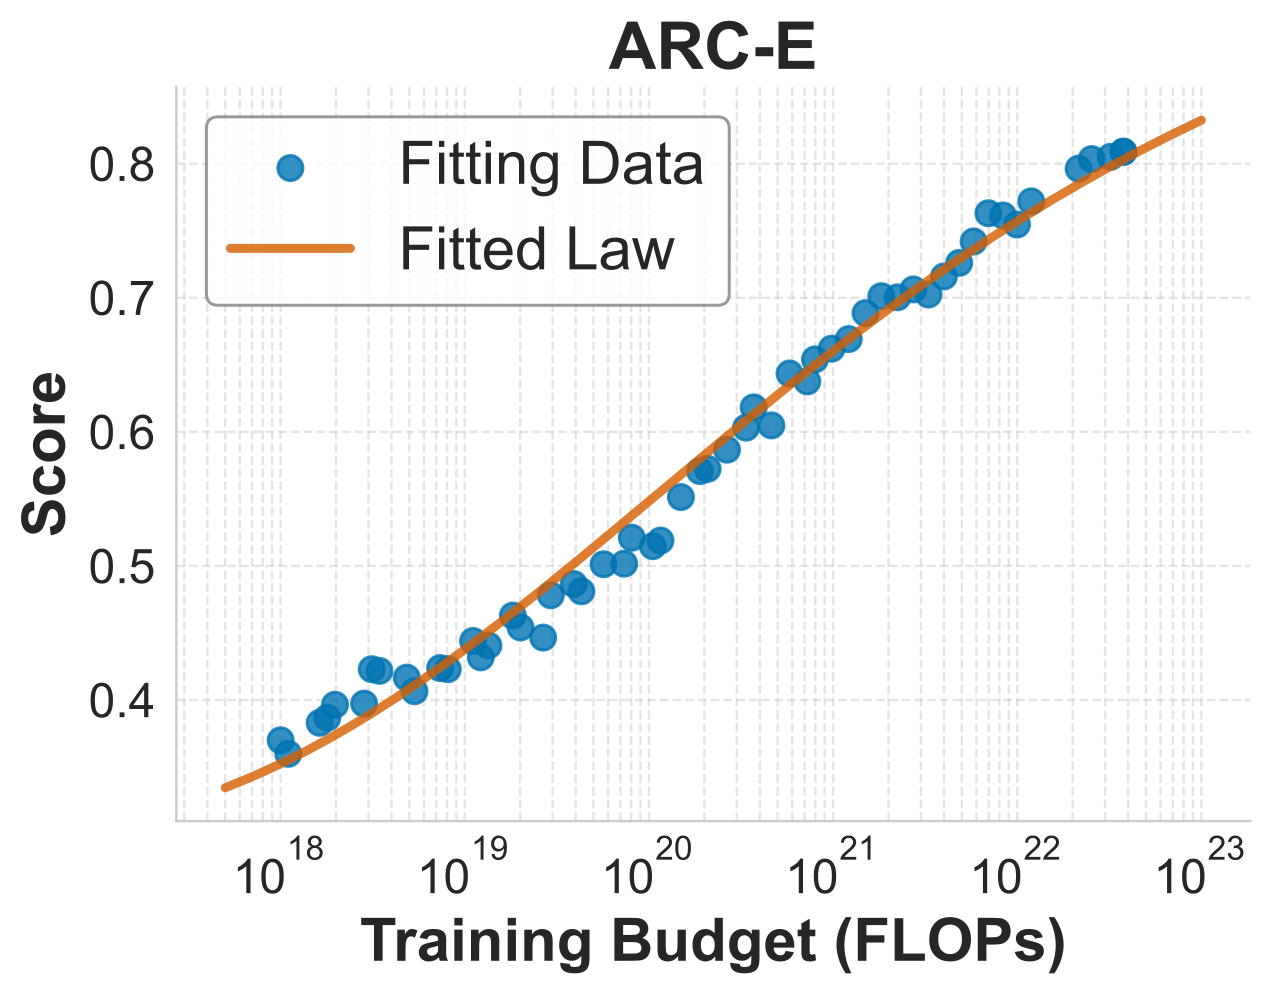 ARC-E
Fitting Data
Fitted Law
Score
0.8
0.7
0.6
0.5
0.4
10^18 10^19 10^20 10^21 10^22 10^23
Training Budget (FLOPs)